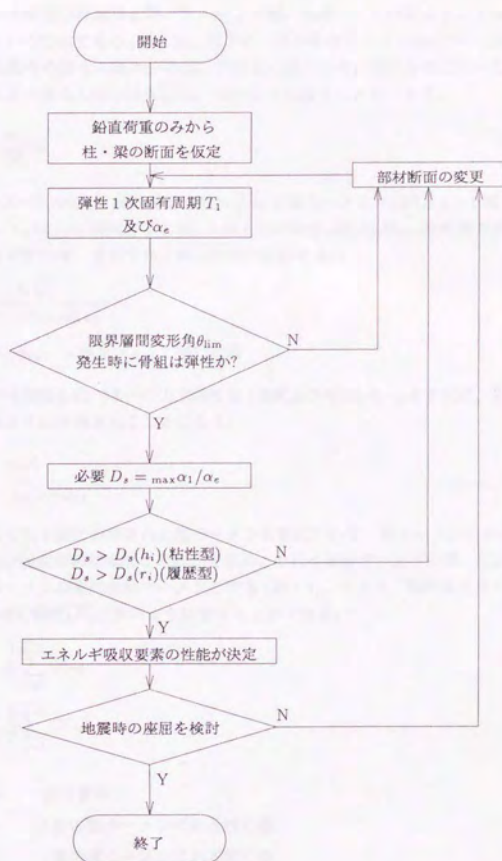 開始
鉛直荷重のみから
柱・梁の断面を仮定
部材断面の変更
弾性1次固有周期 T₁
及びαₑ
限界層間変形角θlim
発生時に骨組は弾性か?
N
Y
必要 Dₛ = maxα₁/αₑ
Dₛ > Dₛ(hᵢ)(粘性型)
Dₛ > Dₛ(rᵢ)(履歴型)
N
Y
エネルギ吸収要素の性能が決定
地震時の座屈を検討
N
Y
終了